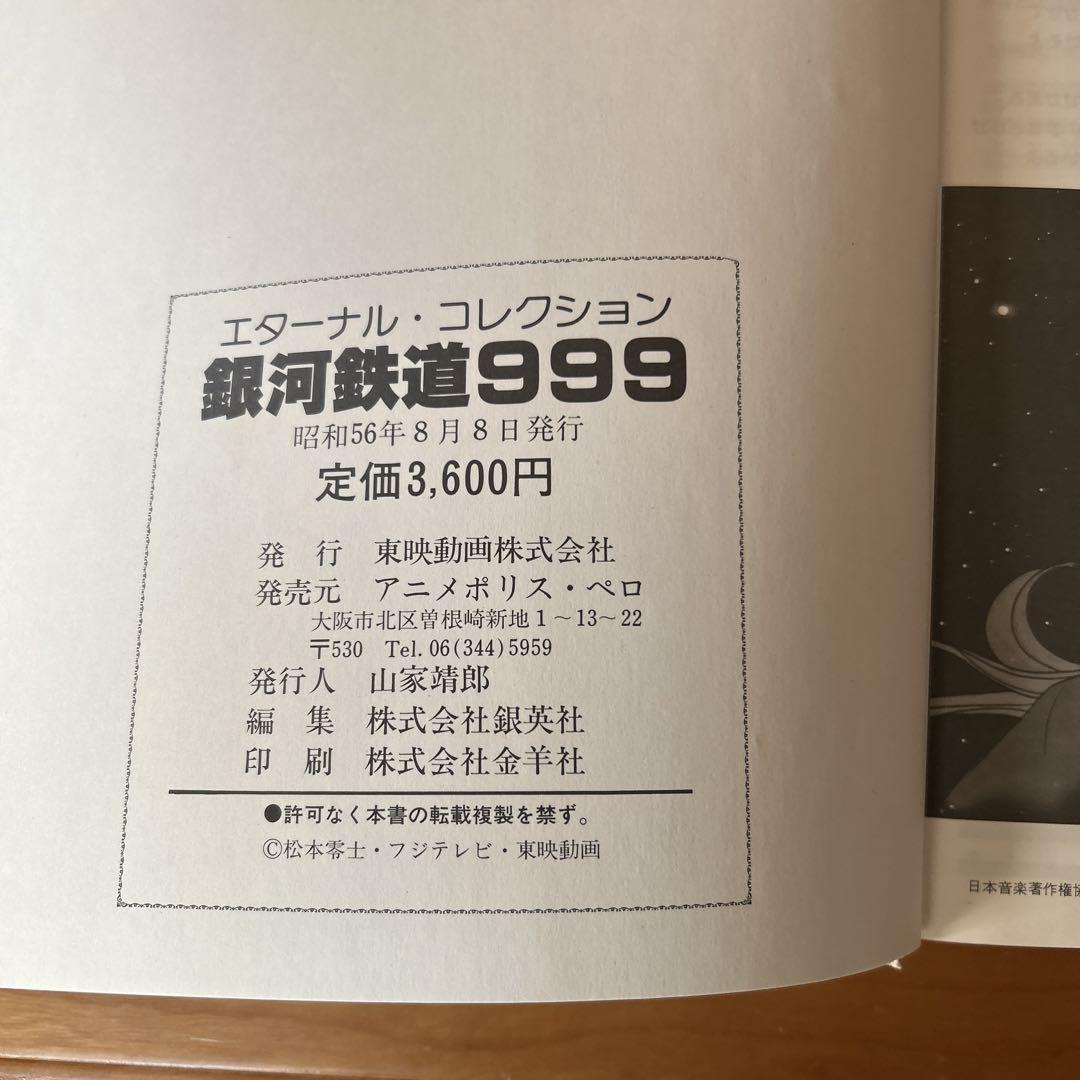 エターナル・コレクション
銀河鉄道999
昭和56年8月8日発行
定価3,600円
発 行 東映動画株式会社
発売元 アニメポリス・ペロ
大阪市北区曽根崎新地1～13～22
〒530 Tel. 06(344)5959
発行人 山家靖郎
編 集 株式会社銀英社
印 刷 株式会社金羊社
●許可なく本書の転載複製を禁ず。
©松本零士・フジテレビ・東映動画
日本音楽著作権